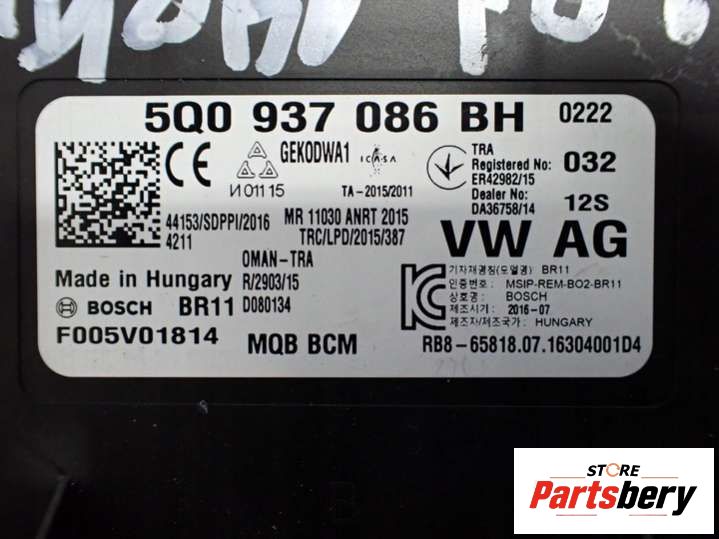 5Q0 937 086 BH 0222
CE
GEKODWA1
ICASA
TRA
Registered No: 032
ER42982/15
И 01115
TA - 2015/2011
Dealer No:
DA36758/14 12S
44153/SDPPI/2016
4211
MR 11030 ANRT 2015
TRC/LPD/2015/387
VW AG
OMAN-TRA
R/2903/15
D080134
Made in Hungary
BOSCH BR11
F005V01814
MQB BCM
기자재명칭(모델명) : BR11
인증번호: MSIP-REM-BO2-BR11
상호명: BOSCH
제조시기: 2016-07
제조자/제조국가: HUNGARY
RB8-65818.07.16304001D4
STORE
Partsbery